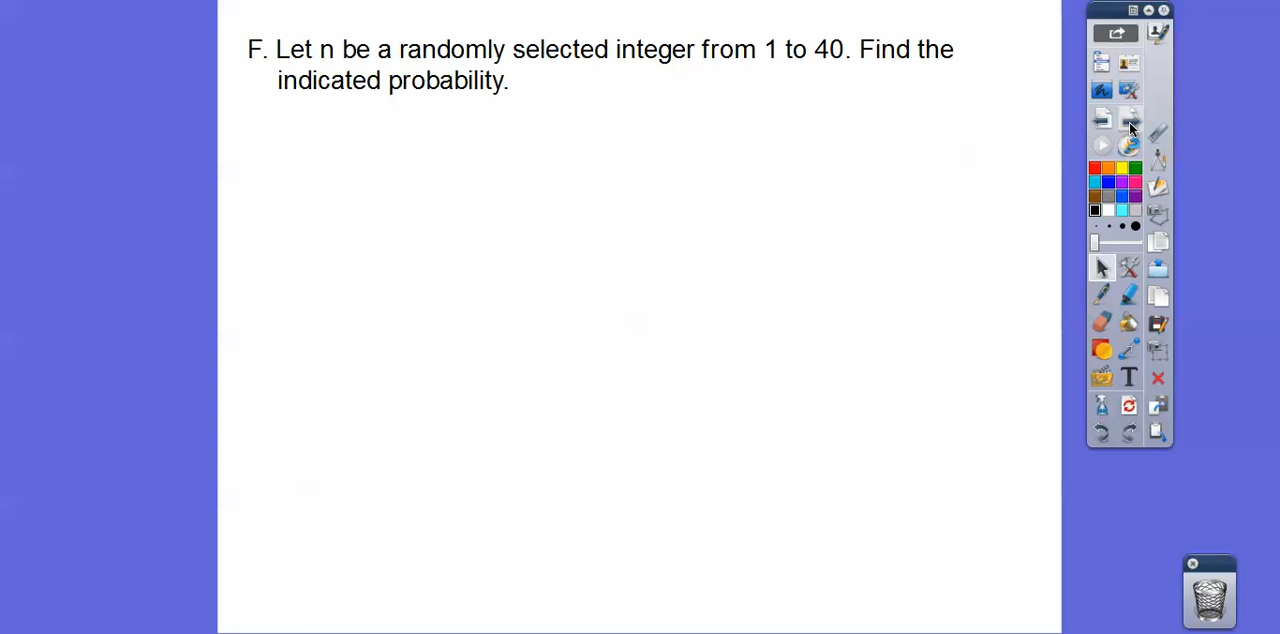 F. Let n be a randomly selected integer from 1 to 40. Find the
indicated probability.